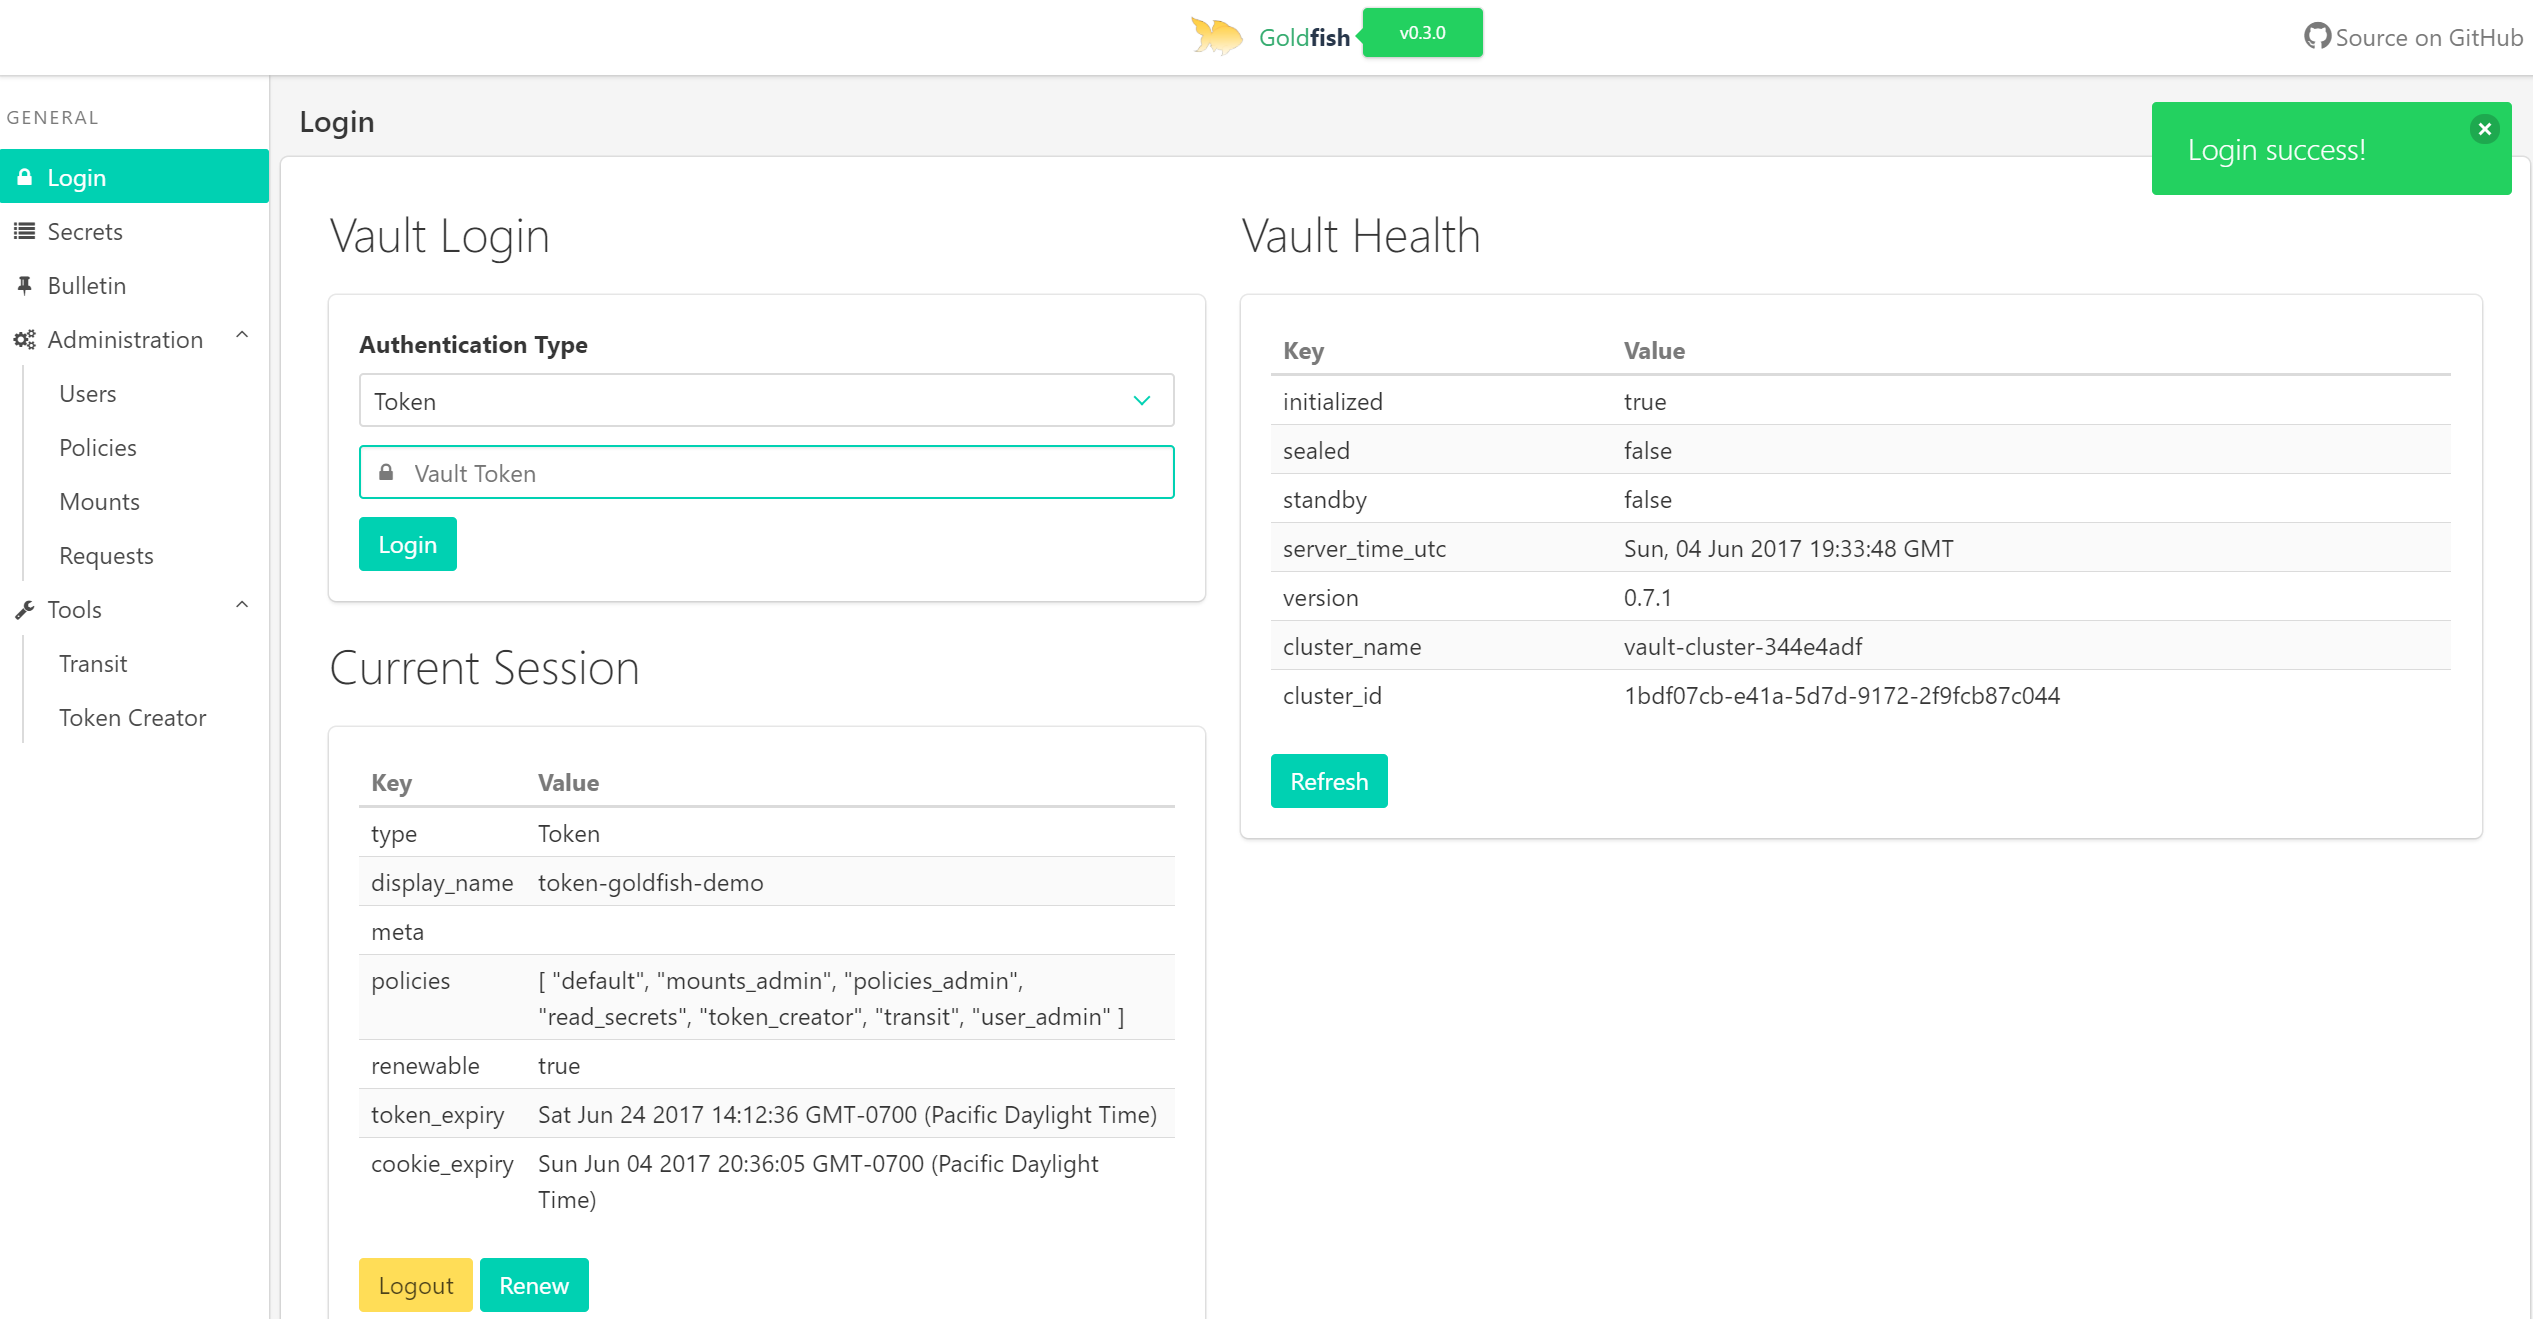 Goldfish
v0.3.0
Source on GitHub
GENERAL
Login
Secrets
Bulletin
Administration
Users
Policies
Mounts
Requests
Tools
Transit
Token Creator
Login
Login success!
Vault Login
Authentication Type
Token
Vault Token
Login
Current Session
Key Value
type Token
display_name token-goldfish-demo
meta
policies [ "default", "mounts_admin", "policies_admin",
"read_secrets", "token_creator", "transit", "user_admin" ]
renewable true
token_expiry Sat Jun 24 2017 14:12:36 GMT-0700 (Pacific Daylight Time)
cookie_expiry Sun Jun 04 2017 20:36:05 GMT-0700 (Pacific Daylight
Time)
Logout Renew
Vault Health
Key Value
initialized true
sealed false
standby false
server_time_utc Sun, 04 Jun 2017 19:33:48 GMT
version 0.7.1
cluster_name vault-cluster-344e4adf
cluster_id 1bdf07cb-e41a-5d7d-9172-2f9fcb87c044
Refresh